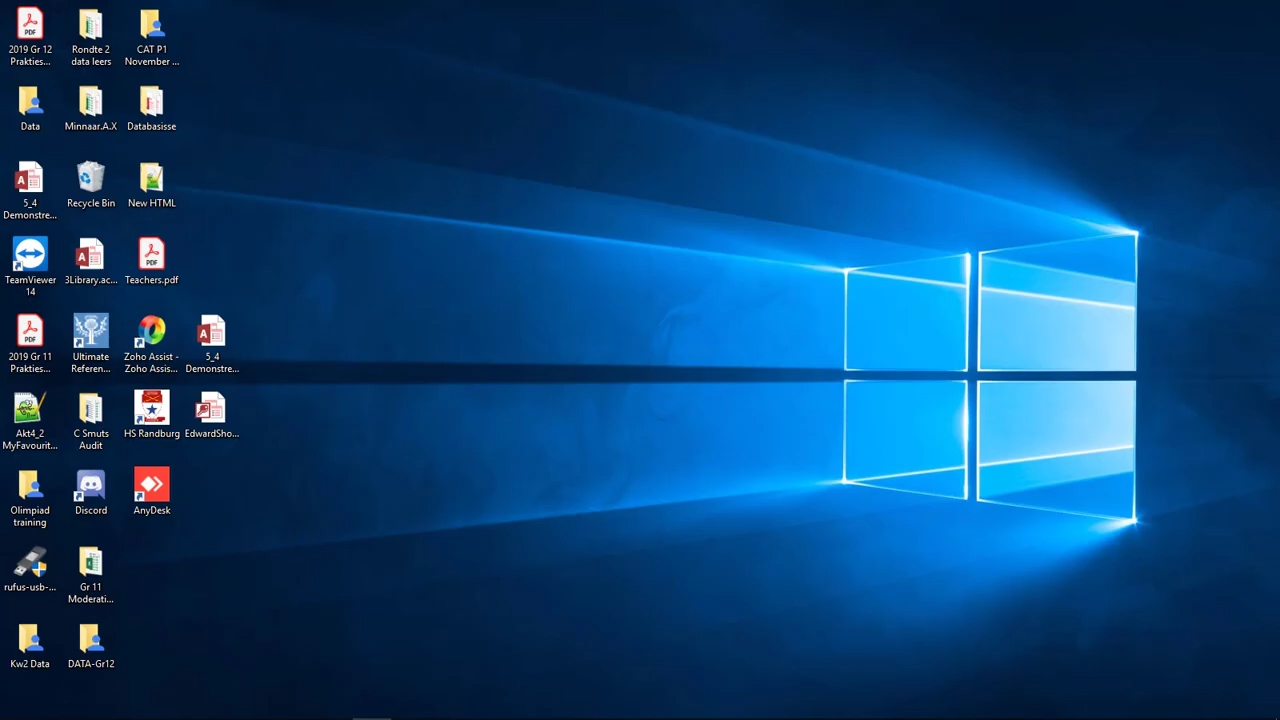 2019 Gr 12
Prakties...
Rondte 2
data leers
CAT P1
November ...
Data
Minnaar.A.X
Databasisse
5_4
Demonstre...
Recycle Bin
New HTML
TeamViewer
14
3Library.ac...
Teachers.pdf
2019 Gr 11
Prakties...
Ultimate
Referen...
Zoho Assist -
Zoho Assis...
5_4
Demonstre...
Akt4_2
MyFavourit...
C Smuts
Audit
HS Randburg
EdwardSho...
Olimpiad
training
Discord
AnyDesk
rufus-usb-...
Gr 11
Moderati...
Kw2 Data
DATA-Gr12